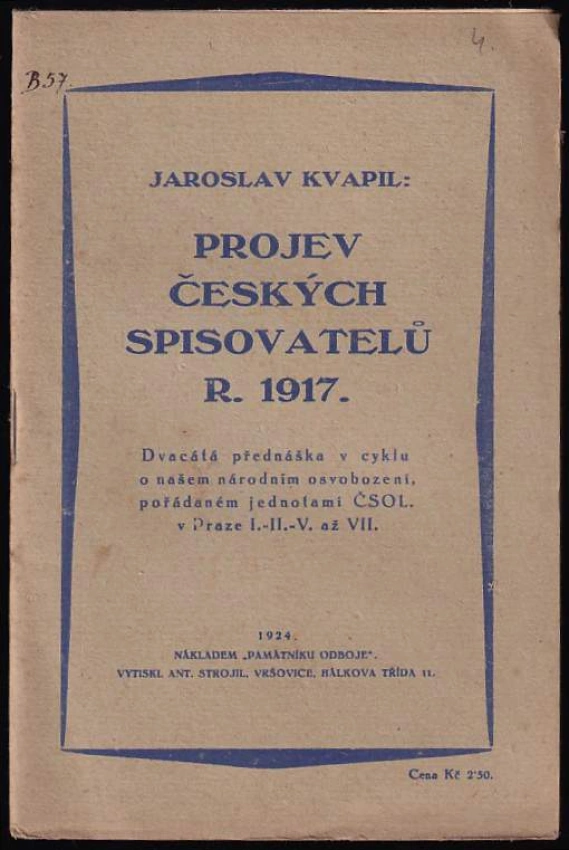 4.
B57.
JAROSLAV KVAPIL:
PROJEV
ČESKÝCH
SPISOVATELŮ
R. 1917.
Dvacátá přednáška v cyklu
o našem národním osvobození,
pořádaném jednotami ČSOL.
v Praze I.-II.-V. až VII.
1924.
NÁKLADEM „PAMÁTNÍKU ODBOJE".
VYTISKL ANT. STROJIL, VRŠOVICE, HÁLKOVA TŘÍDA 11.
Cena Kč 2'50.